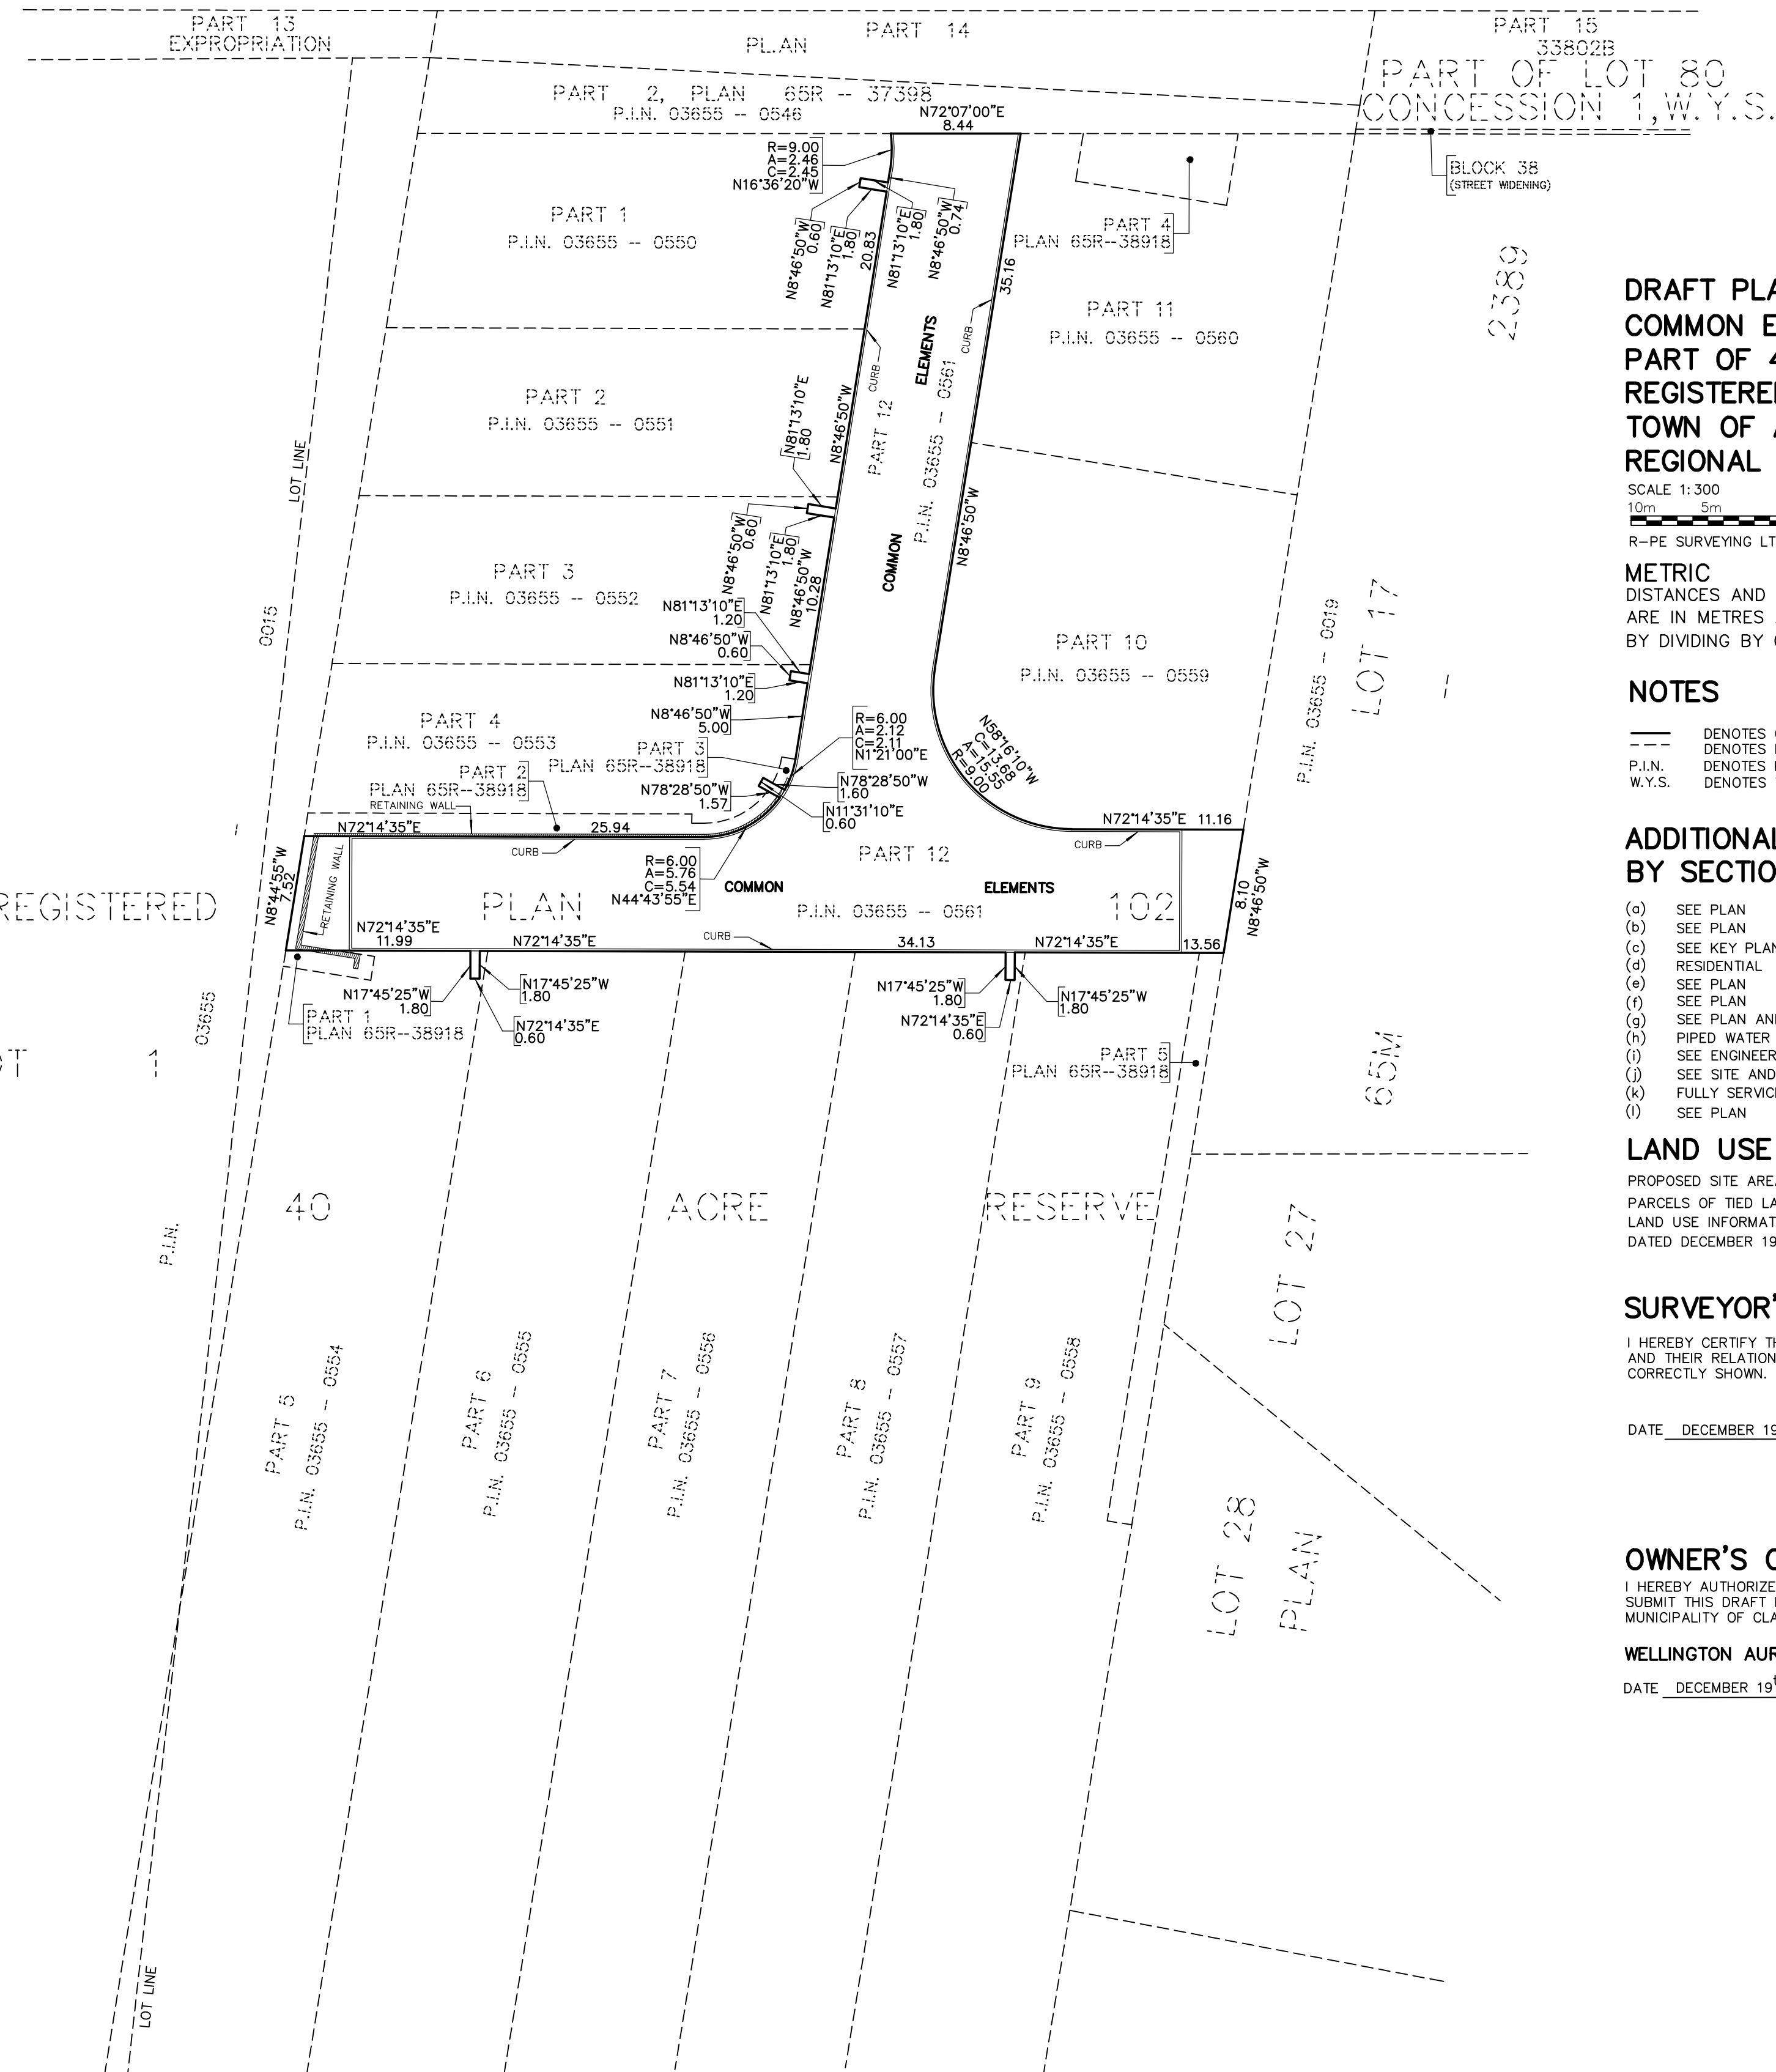 PART 13
EXPROPRIATION
PLAN
PART 14
PART 15
33802B
PART OF LOT 80
CONCESSION 1, W.Y.S.
PART 2, PLAN 65R -- 37398
P.I.N. 03655 -- 0546
N72°07'00"E
8.44
BLOCK 38
(STREET WIDENING)
R=9.00
A=2.46
C=2.45
N16°36'20"W
PART 1
P.I.N. 03655 -- 0550
N8°46'50"W
0.60
N81°13'10"E
1.80
20.83
N81°13'10"E
1.80
N8°46'50"W
0.74
PART 4
PLAN 65R--38918
35.16
PART 11
P.I.N. 03655 -- 0560
2389
ELEMENTS
CURB
CURB
PART 2
P.I.N. 03655 -- 0551
N81°13'10"E
1.80
N8°46'50"W
PART 12
P.I.N. 03655 -- 0561
LOT LINE
N8°46'50"W
0.60
N81°13'10"E
1.80
N8°46'50"W
10.28
COMMON
N8°46'50"W
PART 3
P.I.N. 03655 -- 0552
0015
N81°13'10"E
1.20
N8°46'50"W
0.60
N81°13'10"E
1.20
N8°46'50"W
5.00
PART 10
P.I.N. 03655 -- 0559
P.I.N. 03655 -- 0019
LOT 17
PART 4
P.I.N. 03655 -- 0553
PART 3
PLAN 65R--38918
R=6.00
A=2.12
C=2.11
N1°21'00"E
N58°16'10"W
C=13.68
A=15.55
R=9.00
PART 2
PLAN 65R--38918
RETAINING WALL
N78°28'50"W
1.57
N78°28'50"W
1.60
N11°31'10"E
0.60
N72°14'35"E 25.94
N72°14'35"E 11.16
CURB
CURB
PART 12
N8°44'55"W
7.52
RETAINING WALL
R=6.00
A=5.76
C=5.54
N44°43'55"E
COMMON ELEMENTS
8.10
N8°46'50"W
REGISTERED PLAN 102
P.I.N. 03655 -- 0561
N72°14'35"E
11.99
N72°14'35"E
CURB
34.13
N72°14'35"E
13.56
N17°45'25"W
1.80
N17°45'25"W
1.80
N72°14'35"E
0.60
N17°45'25"W
1.80
N17°45'25"W
1.80
N72°14'35"E
0.60
PART 1
PLAN 65R--38918
PART 5
PLAN 65R--38918
03655
1
65M
P.I.N.
40 ACRE RESERVE
LOT 27
PART 5
P.I.N. 03655 -- 0554
PART 6
P.I.N. 03655 -- 0555
PART 7
P.I.N. 03655 -- 0556
PART 8
P.I.N. 03655 -- 0557
PART 9
P.I.N. 03655 -- 0558
LOT 28
PLAN
LOT LINE
DRAFT PLA
COMMON E
PART OF 4
REGISTERE
TOWN OF
REGIONAL
SCALE 1:300
10m 5m
R-PE SURVEYING LT
METRIC
DISTANCES AND
ARE IN METRES
BY DIVIDING BY
NOTES
DENOTES
DENOTES
P.I.N. DENOTES
W.Y.S. DENOTES
ADDITIONAL
BY SECTIO
(a) SEE PLAN
(b) SEE PLAN
(c) SEE KEY PLAN
(d) RESIDENTIAL
(e) SEE PLAN
(f) SEE PLAN
(g) SEE PLAN AN
(h) PIPED WATER
(i) SEE ENGINEER
(j) SEE SITE AND
(k) FULLY SERVIC
(l) SEE PLAN
LAND USE
PROPOSED SITE ARE
PARCELS OF TIED LA
LAND USE INFORMAT
DATED DECEMBER 19
SURVEYOR'
I HEREBY CERTIFY TH
AND THEIR RELATION
CORRECTLY SHOWN.
DATE DECEMBER 19
OWNER'S C
I HEREBY AUTHORIZE
SUBMIT THIS DRAFT
MUNICIPALITY OF CLA
WELLINGTON AUR
DATE DECEMBER 19